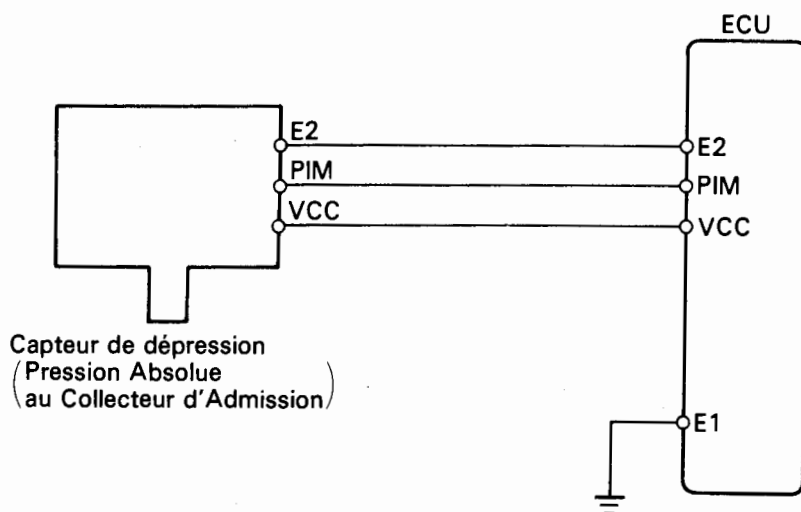 ECU
E2
PIM
VCC
E2
PIM
VCC
Capteur de dépression
(Pression Absolue
au Collecteur d'Admission)
E1